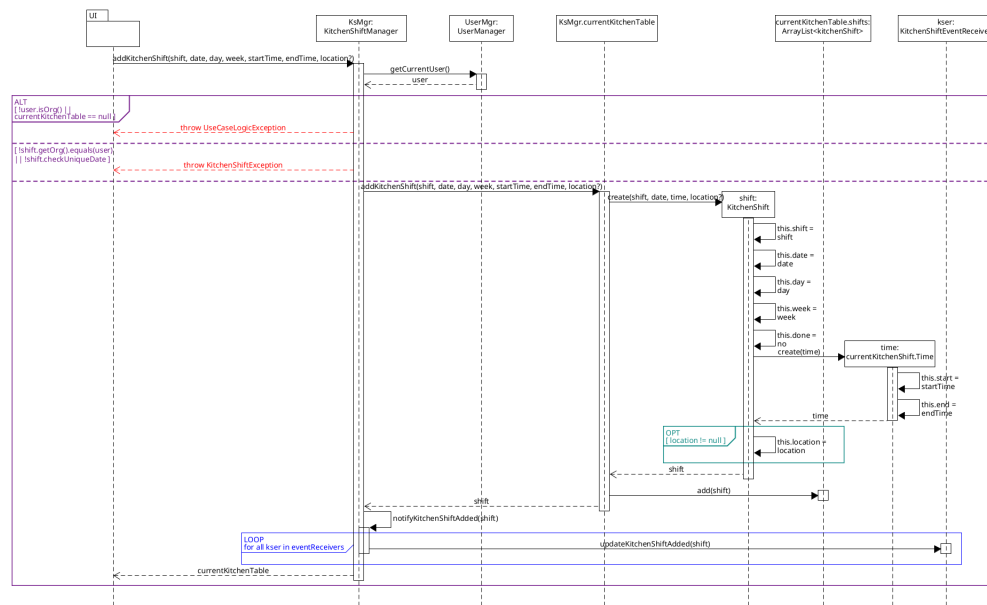 UI
KsMgr:
KitchenShiftManager
UserMgr:
UserManager
KsMgr.currentKitchenTable
currentKitchenTable.shifts:
ArrayList<kitchenShift>
kser:
KitchenShiftEventReceive
addKitchenShift(shift, date, day, week, startTime, endTime, location?)
getCurrentUser()
user
ALT
[ !user.isOrg() ||
currentKitchenTable == null ]
throw UseCaseLogicException
[ !shift.getOrg().equals(user)
|| !shift.checkUniqueDate ]
throw KitchenShiftException
addKitchenShift(shift, date, day, week, startTime, endTime, location?)
create(shift, date, time, location?)
shift:
KitchenShift
this.shift =
shift
this.date =
date
this.day =
day
this.week =
week
this.done =
no
create(time)
time:
currentKitchenShift.Time
this.start =
startTime
this.end =
endTime
time
OPT
[ location != null ]
this.location =
location
shift
add(shift)
shift
notifyKitchenShiftAdded(shift)
LOOP
for all kser in eventReceivers
updateKitchenShiftAdded(shift)
currentKitchenTable